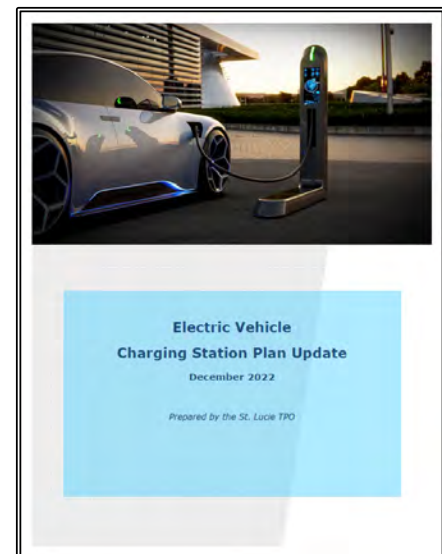 Electric Vehicle
Charging Station Plan Update
December 2022
Prepared by the St. Lucie TPO